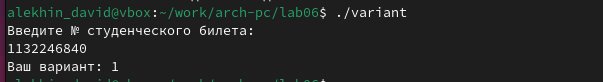 alekhin_david@vbox:~/work/arch-pc/lab06$ ./variant
Введите № студенческого билета:
1132246840
Ваш вариант: 1